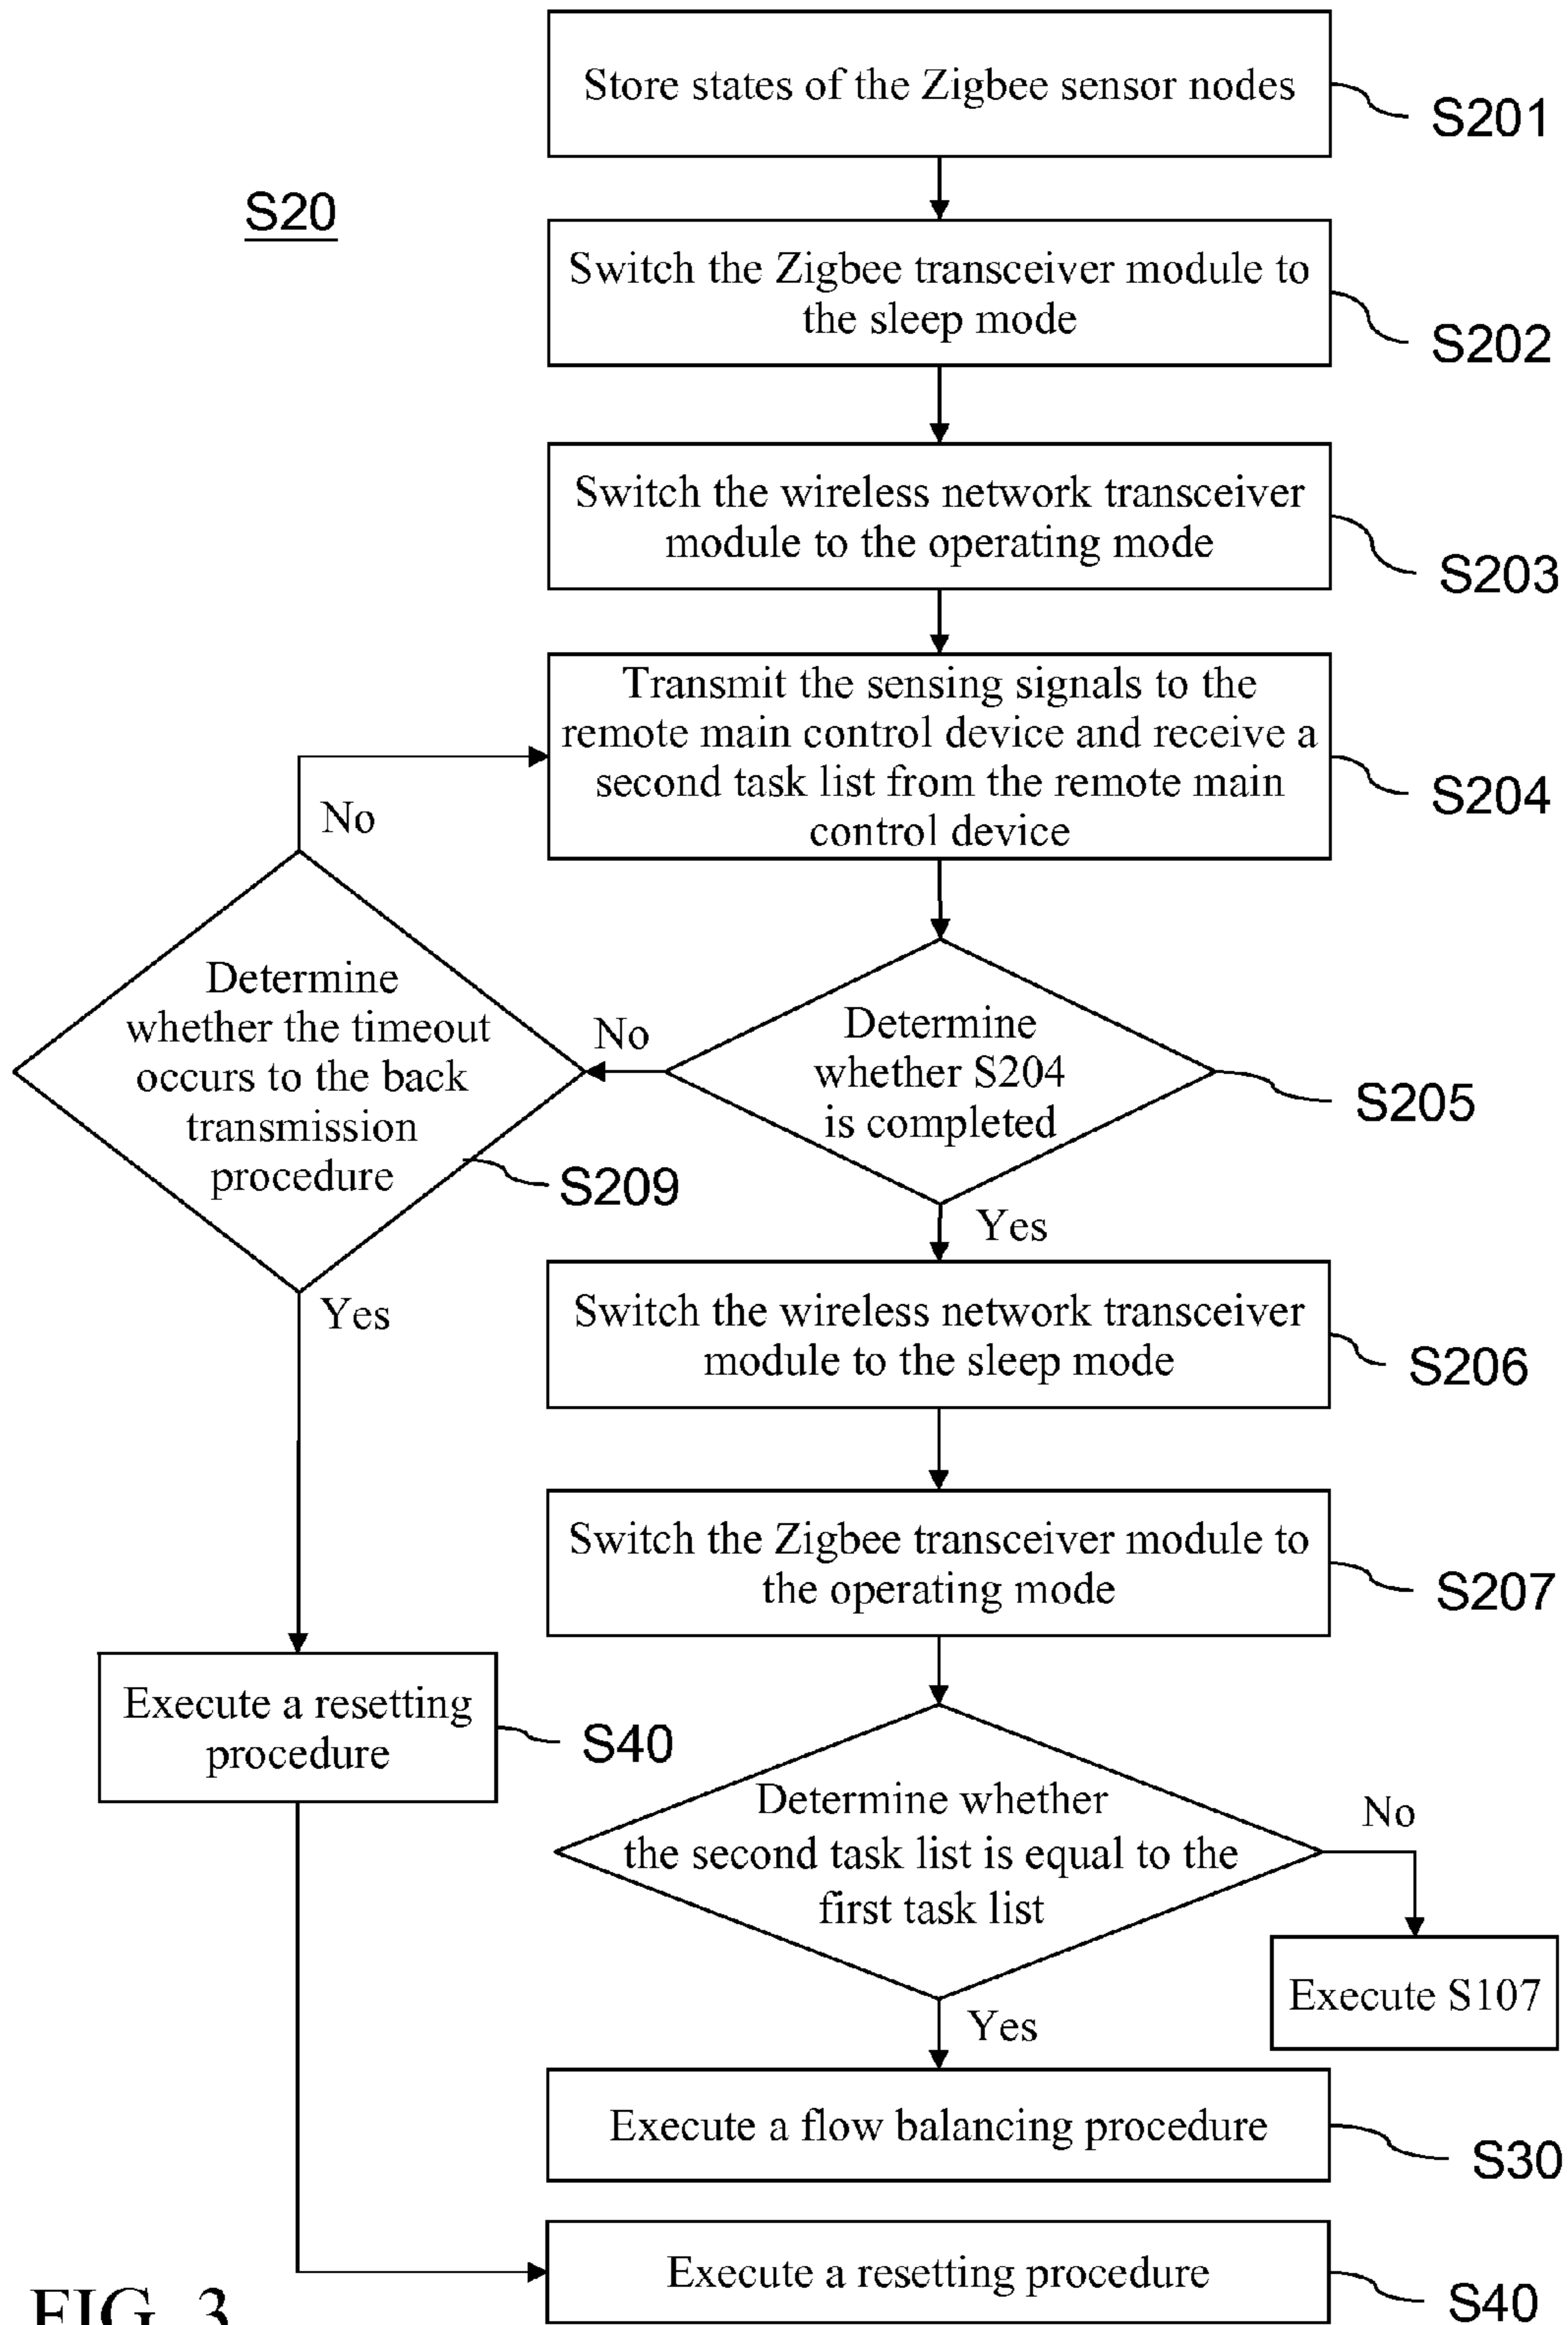 Store states of the Zigbee sensor nodes
S201
S20
Switch the Zigbee transceiver module to
the sleep mode
S202
Switch the wireless network transceiver
module to the operating mode
S203
Transmit the sensing signals to the
remote main control device and receive a
second task list from the remote main
control device
S204
No
Determine
whether the timeout
occurs to the back
transmission
procedure
S209
No
Determine
whether S204
is completed
S205
Yes
Yes
Switch the wireless network transceiver
module to the sleep mode
S206
Switch the Zigbee transceiver module to
the operating mode
S207
Execute a resetting
procedure
S40
Determine whether
the second task list is equal to the
first task list
No
Execute S107
Yes
Execute a flow balancing procedure
S30
Execute a resetting procedure
S40
FIG. 3